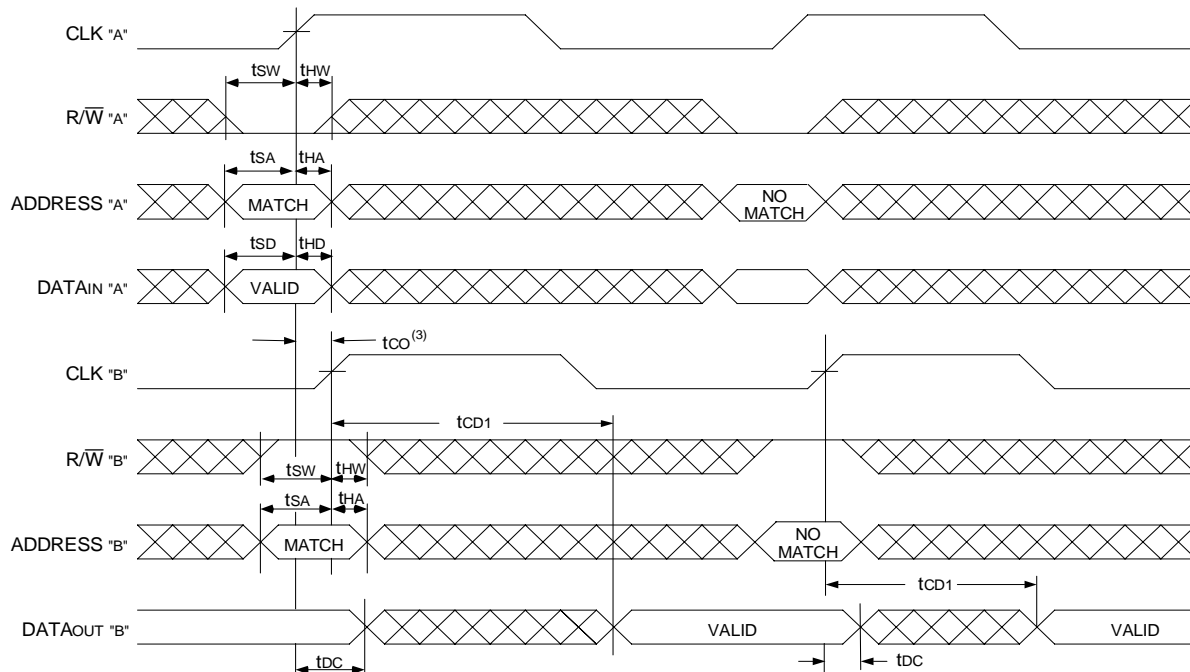 CLK "A"
tSW tHW
R/W̅ "A"
tSA tHA
ADDRESS "A" MATCH NO MATCH
tSD tHD
DATAIN "A" VALID
tCO(3)
CLK "B"
tCD1
R/W̅ "B"
tSW tHW
tSA tHA
ADDRESS "B" MATCH NO MATCH
tCD1
DATAOUT "B" VALID VALID
tDC tDC